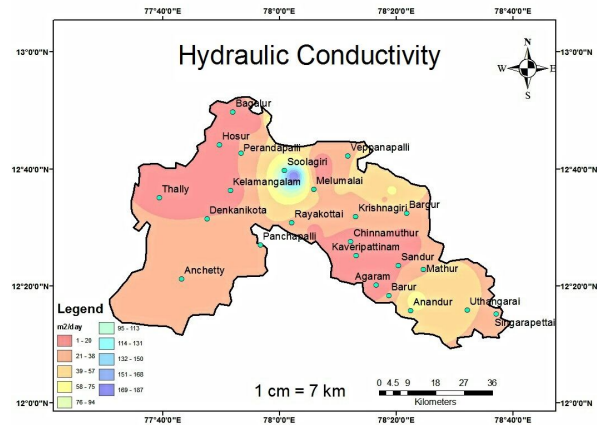 77°40'0"E 78°0'0"E 78°20'0"E 78°40'0"E
Hydraulic Conductivity
N
W E
S
13°0'0"N 13°0'0"N
Bagalur
Hosur
Perandapalli
Veppanapalli
Soolagiri
12°40'0"N 12°40'0"N
Kelamangalam Melumalai
Thally
Denkanikota Rayakottai Krishnagiri Bargur
Panchapalli Chinnamuthur
Kaveripattinam
Sandur
Anchetty Agaram Mathur
12°20'0"N 12°20'0"N
Barur
Anandur Uthangarai
Singarapettai
Legend
m2/day
1 - 20
21 - 38
39 - 57
58 - 75
76 - 94
95 - 113
114 - 131
132 - 150
151 - 168
169 - 187
1 cm = 7 km
0 4.5 9 18 27 36
Kilometers
12°0'0"N 12°0'0"N
77°40'0"E 78°0'0"E 78°20'0"E 78°40'0"E